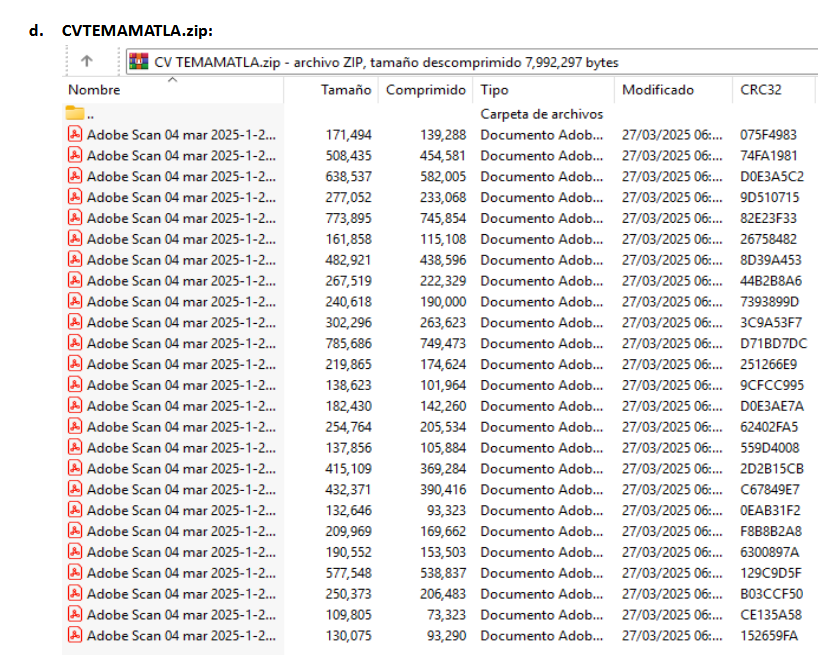 d. CVTEMAMATLA.zip:
CV TEMAMATLA.zip - archivo ZIP, tamaño descomprimido 7,992,297 bytes
Nombre Tamaño Comprimido Tipo Modificado CRC32
.. Carpeta de archivos
Adobe Scan 04 mar 2025-1-2... 171,494 139,288 Documento Adob... 27/03/2025 06:... 075F4983
Adobe Scan 04 mar 2025-1-2... 508,435 454,581 Documento Adob... 27/03/2025 06:... 74FA1981
Adobe Scan 04 mar 2025-1-2... 638,537 582,005 Documento Adob... 27/03/2025 06:... D0E3A5C2
Adobe Scan 04 mar 2025-1-2... 277,052 233,068 Documento Adob... 27/03/2025 06:... 9D510715
Adobe Scan 04 mar 2025-1-2... 773,895 745,854 Documento Adob... 27/03/2025 06:... 82E23F33
Adobe Scan 04 mar 2025-1-2... 161,858 115,108 Documento Adob... 27/03/2025 06:... 26758482
Adobe Scan 04 mar 2025-1-2... 482,921 438,596 Documento Adob... 27/03/2025 06:... 8D39A453
Adobe Scan 04 mar 2025-1-2... 267,519 222,329 Documento Adob... 27/03/2025 06:... 44B2B8A6
Adobe Scan 04 mar 2025-1-2... 240,618 190,000 Documento Adob... 27/03/2025 06:... 7393899D
Adobe Scan 04 mar 2025-1-2... 302,296 263,623 Documento Adob... 27/03/2025 06:... 3C9A53F7
Adobe Scan 04 mar 2025-1-2... 785,686 749,473 Documento Adob... 27/03/2025 06:... D71BD7DC
Adobe Scan 04 mar 2025-1-2... 219,865 174,624 Documento Adob... 27/03/2025 06:... 251266E9
Adobe Scan 04 mar 2025-1-2... 138,623 101,964 Documento Adob... 27/03/2025 06:... 9CFCC995
Adobe Scan 04 mar 2025-1-2... 182,430 142,260 Documento Adob... 27/03/2025 06:... D0E3AE7A
Adobe Scan 04 mar 2025-1-2... 254,764 205,534 Documento Adob... 27/03/2025 06:... 62402FA5
Adobe Scan 04 mar 2025-1-2... 137,856 105,884 Documento Adob... 27/03/2025 06:... 559D4008
Adobe Scan 04 mar 2025-1-2... 415,109 369,284 Documento Adob... 27/03/2025 06:... 2D2B15CB
Adobe Scan 04 mar 2025-1-2... 432,371 390,416 Documento Adob... 27/03/2025 06:... C67849E7
Adobe Scan 04 mar 2025-1-2... 132,646 93,323 Documento Adob... 27/03/2025 06:... 0EAB31F2
Adobe Scan 04 mar 2025-1-2... 209,969 169,662 Documento Adob... 27/03/2025 06:... F8B8B2A8
Adobe Scan 04 mar 2025-1-2... 190,552 153,503 Documento Adob... 27/03/2025 06:... 6300897A
Adobe Scan 04 mar 2025-1-2... 577,548 538,837 Documento Adob... 27/03/2025 06:... 129C9D5F
Adobe Scan 04 mar 2025-1-2... 250,373 206,483 Documento Adob... 27/03/2025 06:... B03CCF50
Adobe Scan 04 mar 2025-1-2... 109,805 73,323 Documento Adob... 27/03/2025 06:... CE135A58
Adobe Scan 04 mar 2025-1-2... 130,075 93,290 Documento Adob... 27/03/2025 06:... 152659FA